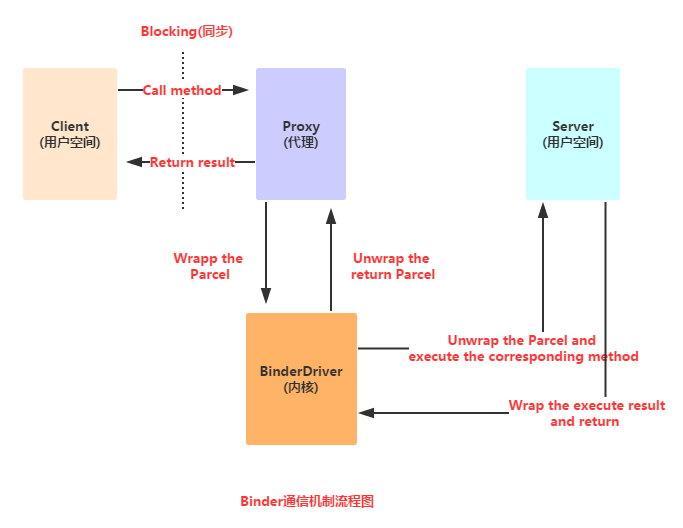 Blocking(同步)
Call method
Client
(用户空间)
Proxy
(代理)
Server
(用户空间)
Return result
Wrapp the
Parcel
Unwrap the
return Parcel
Unwrap the Parcel and
execute the corresponding method
BinderDriver
(内核)
Wrap the execute result
and return
Binder通信机制流程图